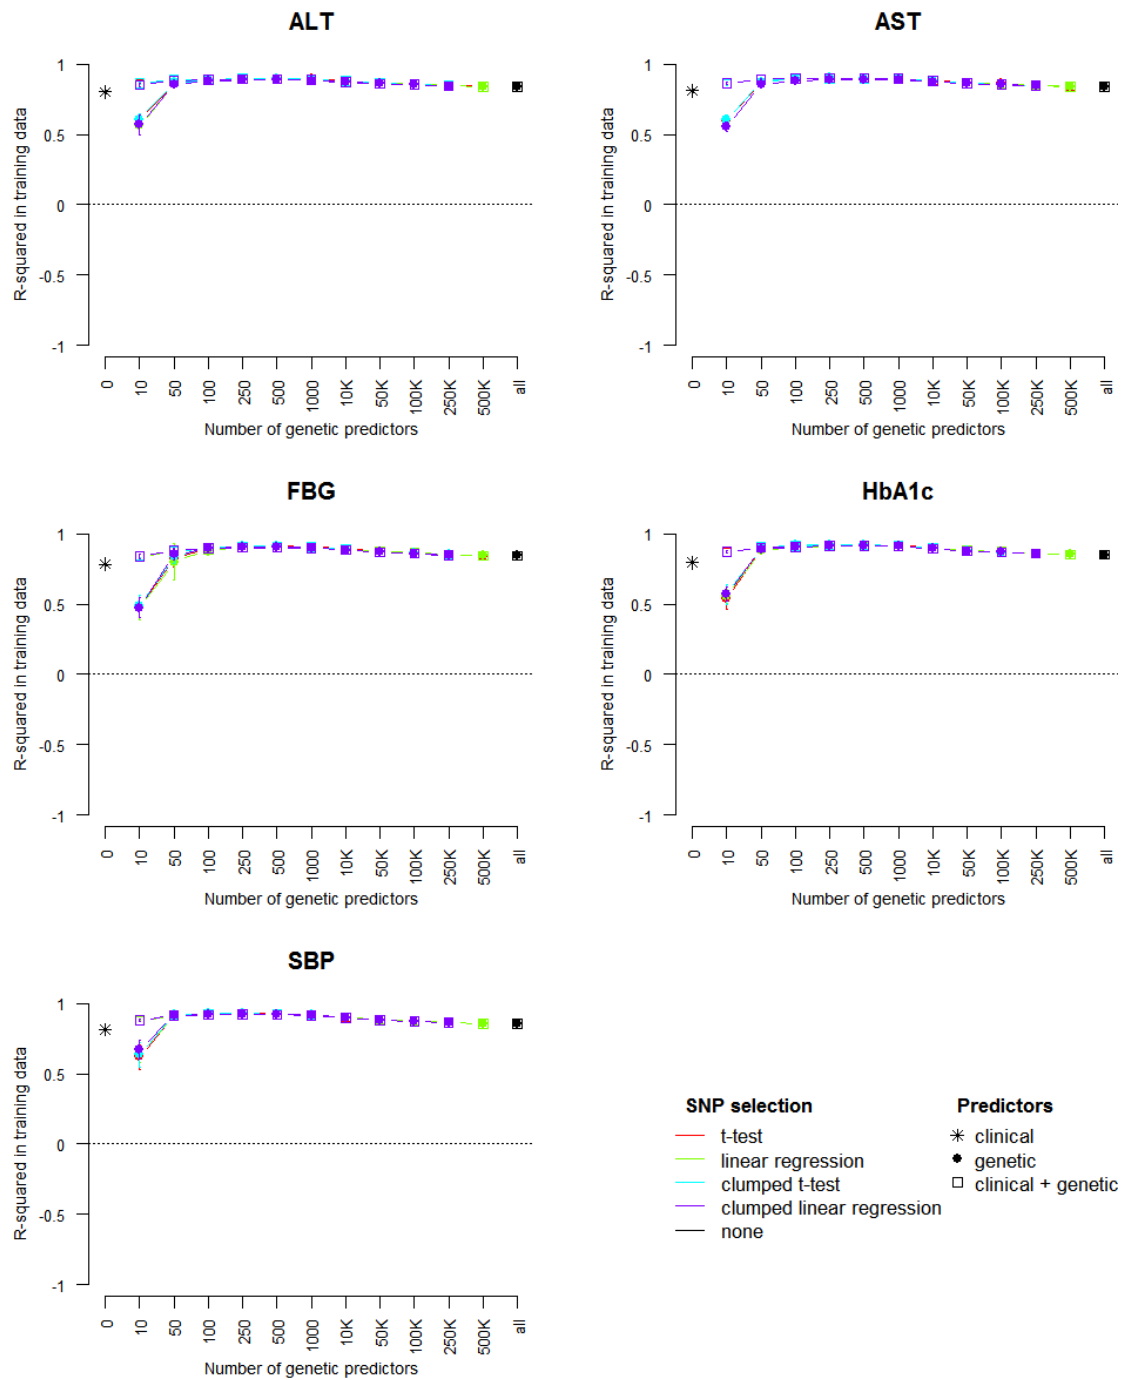 ALT
R-squared in training data
1
0.5
0
-0.5
-1
0 10 50 100 250 500 1000 10K 50K 100K 250K 500K all
Number of genetic predictors
AST
R-squared in training data
1
0.5
0
-0.5
-1
0 10 50 100 250 500 1000 10K 50K 100K 250K 500K all
Number of genetic predictors
FBG
R-squared in training data
1
0.5
0
-0.5
-1
0 10 50 100 250 500 1000 10K 50K 100K 250K 500K all
Number of genetic predictors
HbA1c
R-squared in training data
1
0.5
0
-0.5
-1
0 10 50 100 250 500 1000 10K 50K 100K 250K 500K all
Number of genetic predictors
SBP
R-squared in training data
1
0.5
0
-0.5
-1
0 10 50 100 250 500 1000 10K 50K 100K 250K 500K all
Number of genetic predictors
SNP selection
t-test
linear regression
clumped t-test
clumped linear regression
none
Predictors
clinical
genetic
clinical + genetic